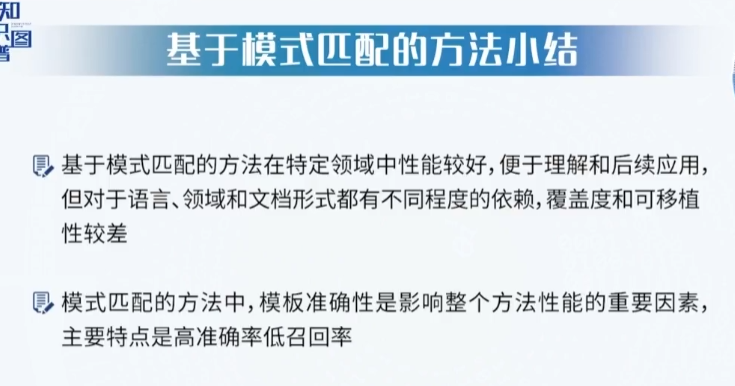 知识图谱
基于模式匹配的方法小结
基于模式匹配的方法在特定领域中性能较好，便于理解和后续应用，
但对于语言、领域和文档形式都有不同程度的依赖，覆盖度和可移植
性较差
模式匹配的方法中，模板准确性是影响整个方法性能的重要因素，
主要特点是高准确率低召回率